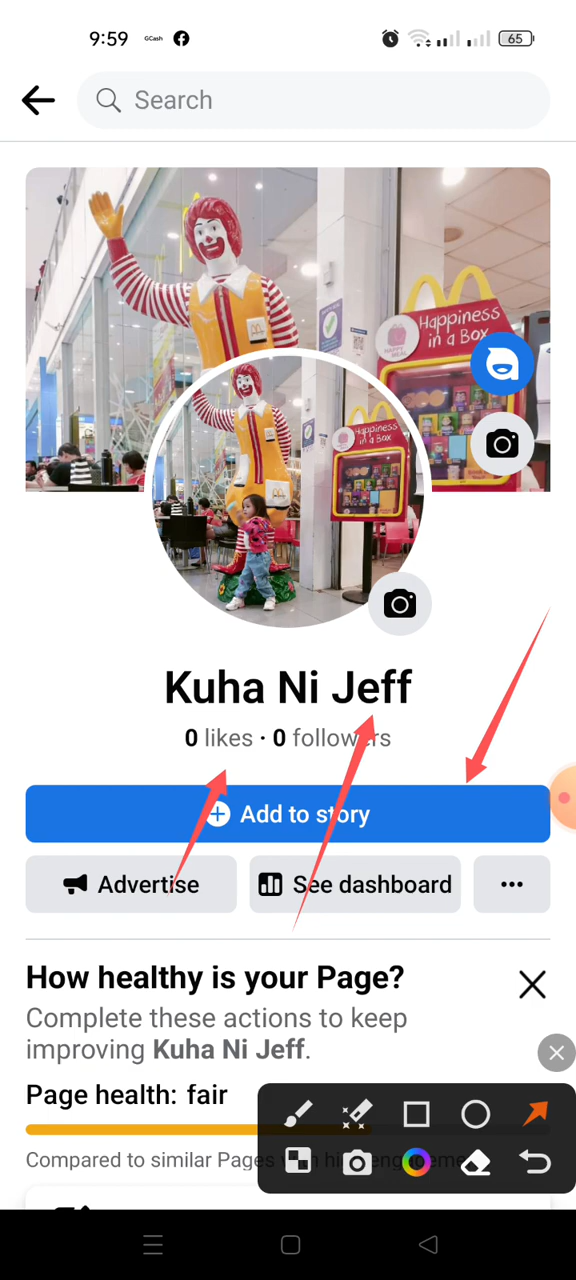 9:59 GCash 65
Search
Happiness
in a Box
Happiness
in a Box
Kuha Ni Jeff
0 likes · 0 followers
Add to story
Advertise See dashboard
How healthy is your Page?
Complete these actions to keep
improving Kuha Ni Jeff.
Page health: fair
Compared to similar Pages